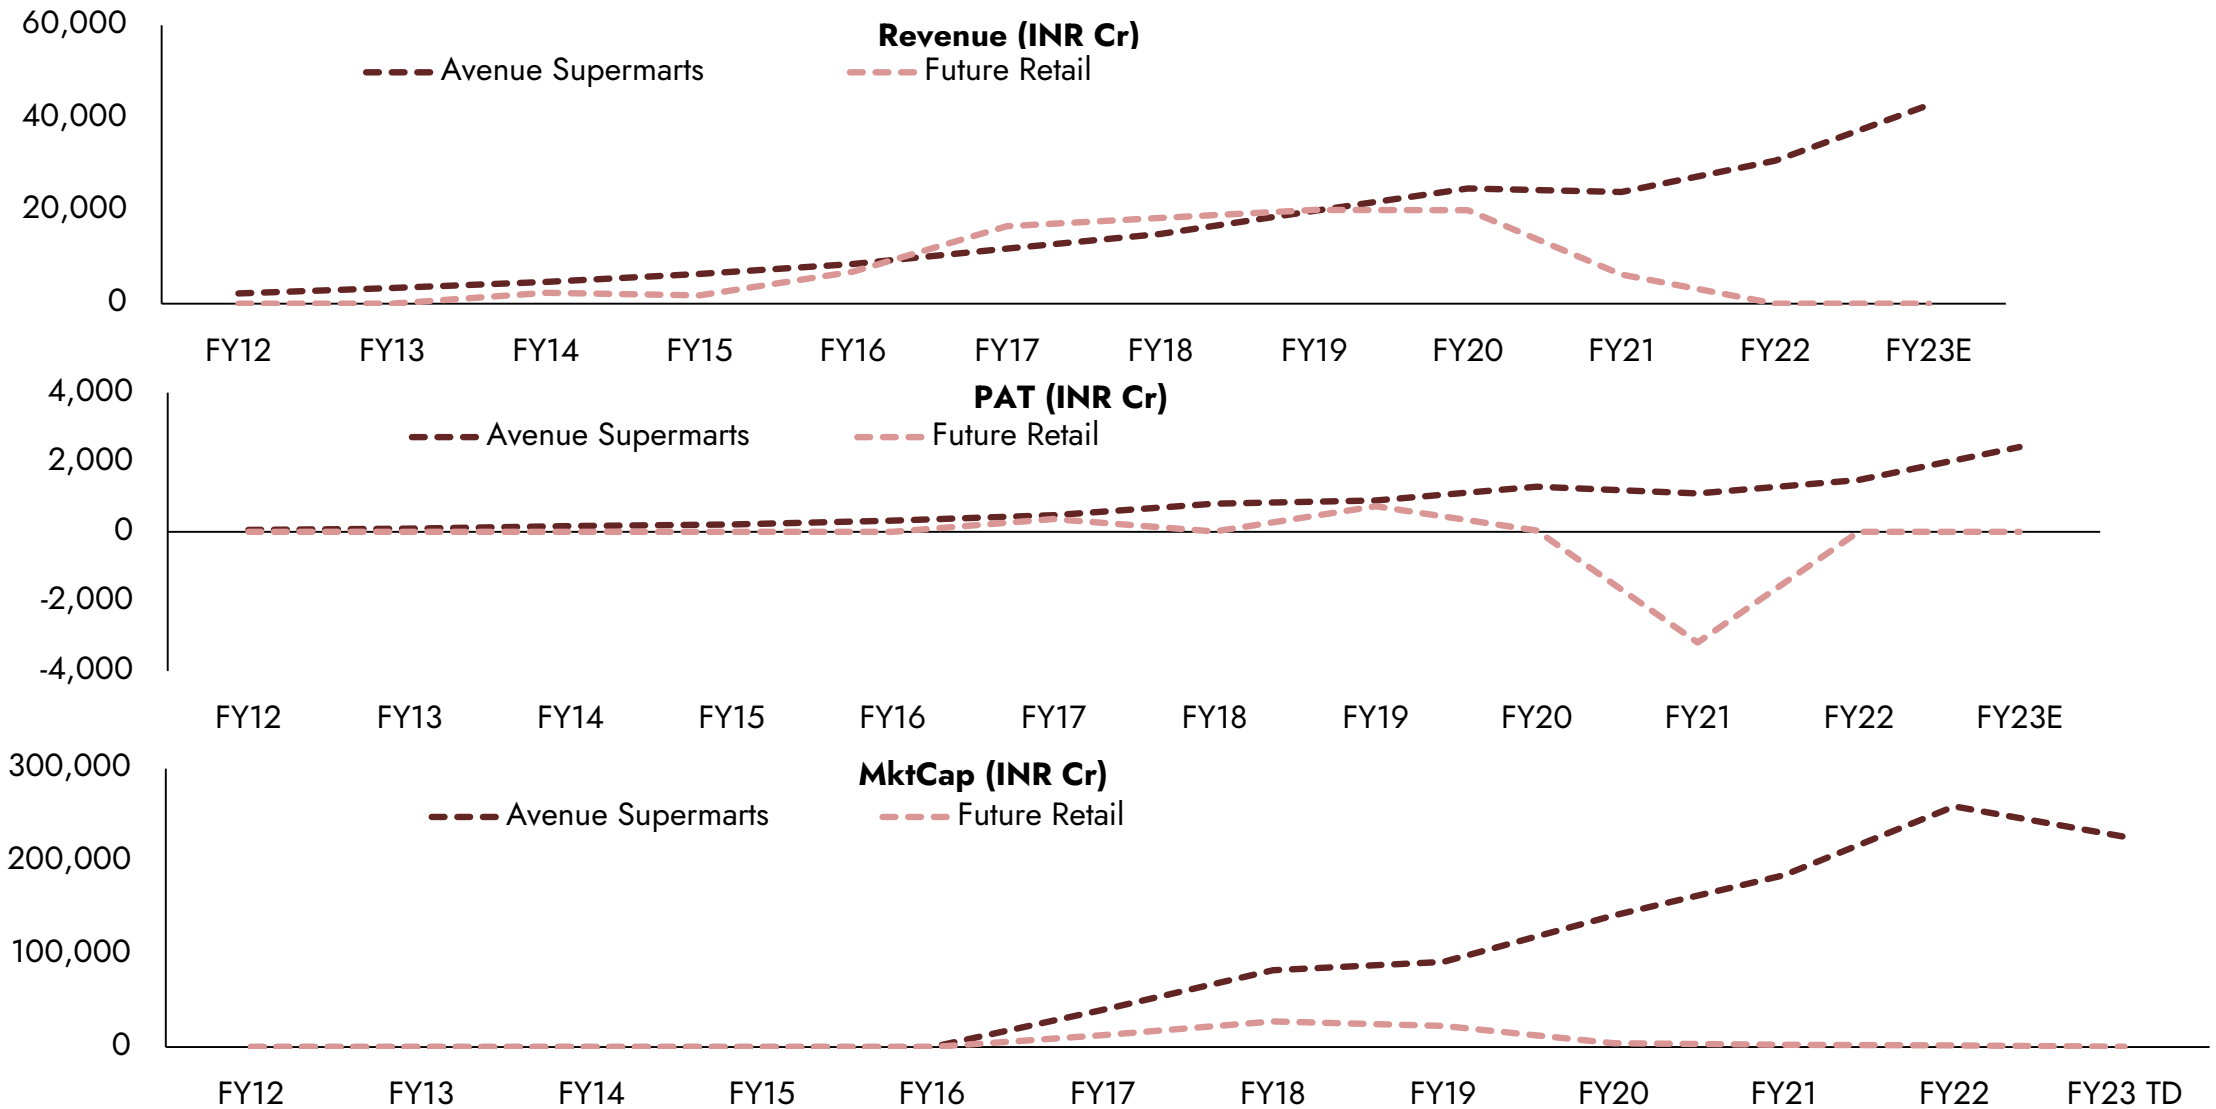 Revenue (INR Cr)
Avenue Supermarts Future Retail
60,000
40,000
20,000
0
FY12 FY13 FY14 FY15 FY16 FY17 FY18 FY19 FY20 FY21 FY22 FY23E
PAT (INR Cr)
Avenue Supermarts Future Retail
4,000
2,000
0
-2,000
-4,000
FY12 FY13 FY14 FY15 FY16 FY17 FY18 FY19 FY20 FY21 FY22 FY23E
MktCap (INR Cr)
Avenue Supermarts Future Retail
300,000
200,000
100,000
0
FY12 FY13 FY14 FY15 FY16 FY17 FY18 FY19 FY20 FY21 FY22 FY23 TD